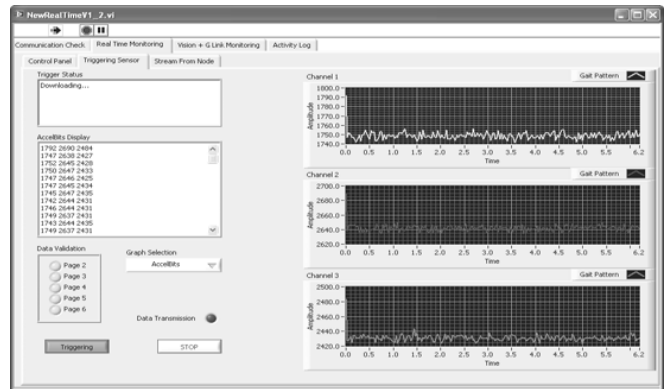 NewRealTimeV1_2.vi
Communication Check Real Time Monitoring Vision + G Link Monitoring Activity Log
Control Panel Triggering Sensor Stream From Node
Trigger Status
Downloading...
AccelBits Display
1792 2690 2484
1747 2638 2427
1752 2645 2428
1750 2647 2433
1747 2646 2425
1747 2645 2434
1745 2647 2435
1742 2644 2431
1746 2644 2431
1749 2637 2431
1743 2644 2435
1749 2637 2431
Data Validation
Page 2
Page 3
Page 4
Page 5
Page 6
Graph Selection
AccelBits
Data Transmission
Triggering
STOP
Channel 1
Gait Pattern
1800.0
1790.0
1780.0
1770.0
1760.0
1750.0
1740.0
Amplitude
0.0 0.5 1.0 1.5 2.0 2.5 3.0 3.5 4.0 4.5 5.0 5.5 6.2
Time
Channel 2
Gait Pattern
2700.0
2680.0
2660.0
2640.0
2620.0
Amplitude
0.0 0.5 1.0 1.5 2.0 2.5 3.0 3.5 4.0 4.5 5.0 5.5 6.2
Time
Channel 3
Gait Pattern
2500.0
2480.0
2460.0
2440.0
2420.0
Amplitude
0.0 0.5 1.0 1.5 2.0 2.5 3.0 3.5 4.0 4.5 5.0 5.5 6.2
Time